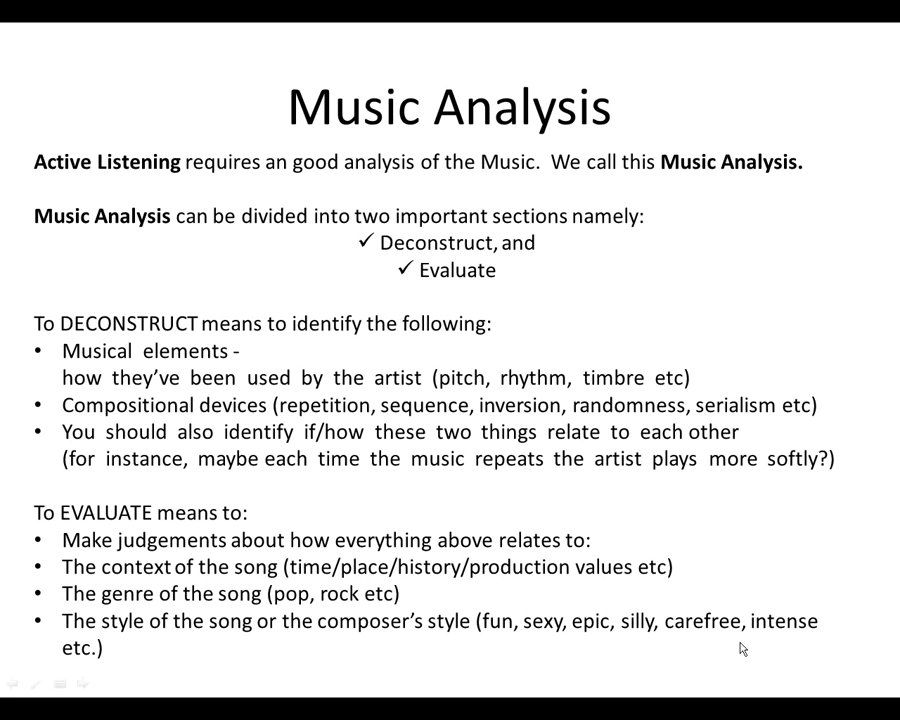 Music Analysis
Active Listening requires an good analysis of the Music. We call this Music Analysis.
Music Analysis can be divided into two important sections namely:
✓ Deconstruct, and
✓ Evaluate
To DECONSTRUCT means to identify the following:
• Musical elements -
how they’ve been used by the artist (pitch, rhythm, timbre etc)
• Compositional devices (repetition, sequence, inversion, randomness, serialism etc)
• You should also identify if/how these two things relate to each other
(for instance, maybe each time the music repeats the artist plays more softly?)
To EVALUATE means to:
• Make judgements about how everything above relates to:
• The context of the song (time/place/history/production values etc)
• The genre of the song (pop, rock etc)
• The style of the song or the composer’s style (fun, sexy, epic, silly, carefree, intense
etc.)